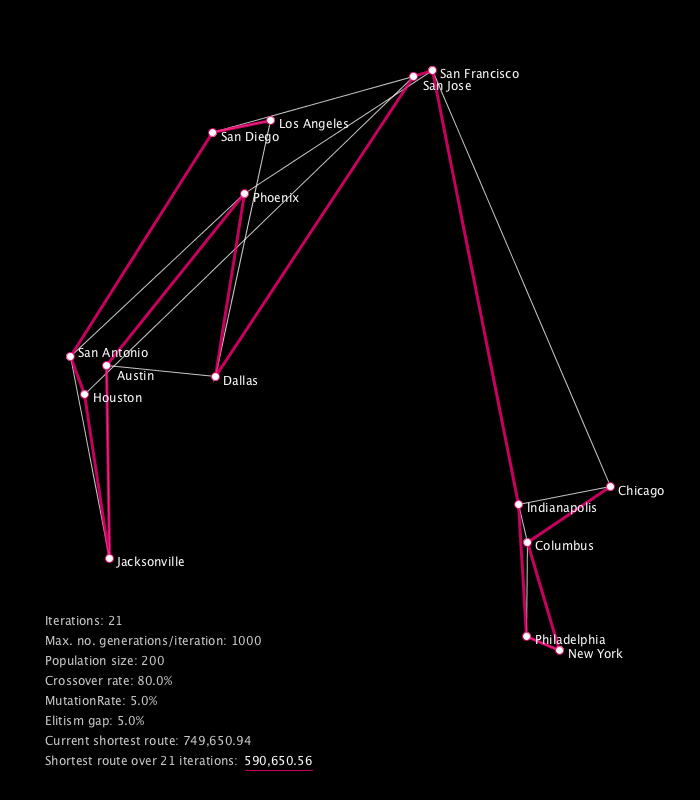 San Francisco
San Jose
Los Angeles
San Diego
Phoenix
San Antonio
Austin
Dallas
Houston
Chicago
Indianapolis
Columbus
Jacksonville
Philadelphia
New York
Iterations: 21
Max. no. generations/iteration: 1000
Population size: 200
Crossover rate: 80.0%
MutationRate: 5.0%
Elitism gap: 5.0%
Current shortest route: 749,650.94
Shortest route over 21 iterations: 590,650.56